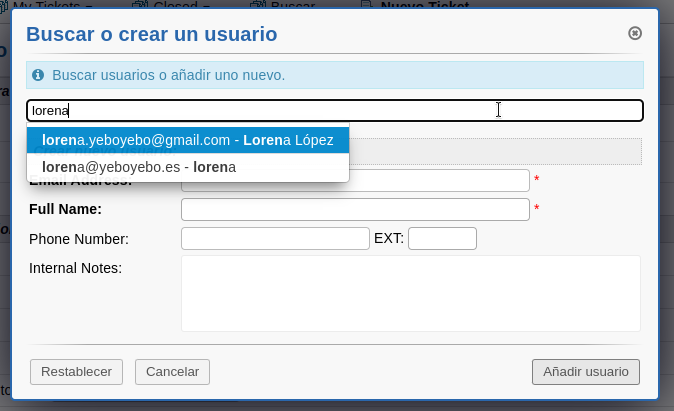 My Tickets
Closed
Buscar
Nuevo Ticket
Buscar o crear un usuario
Buscar usuarios o añadir uno nuevo.
lorena
lorena.yeboyebo@gmail.com - Lorena López
lorena@yeboyebo.es - lorena
Email Address: *
Full Name: *
Phone Number: EXT:
Internal Notes:
Restablecer Cancelar Añadir usuario